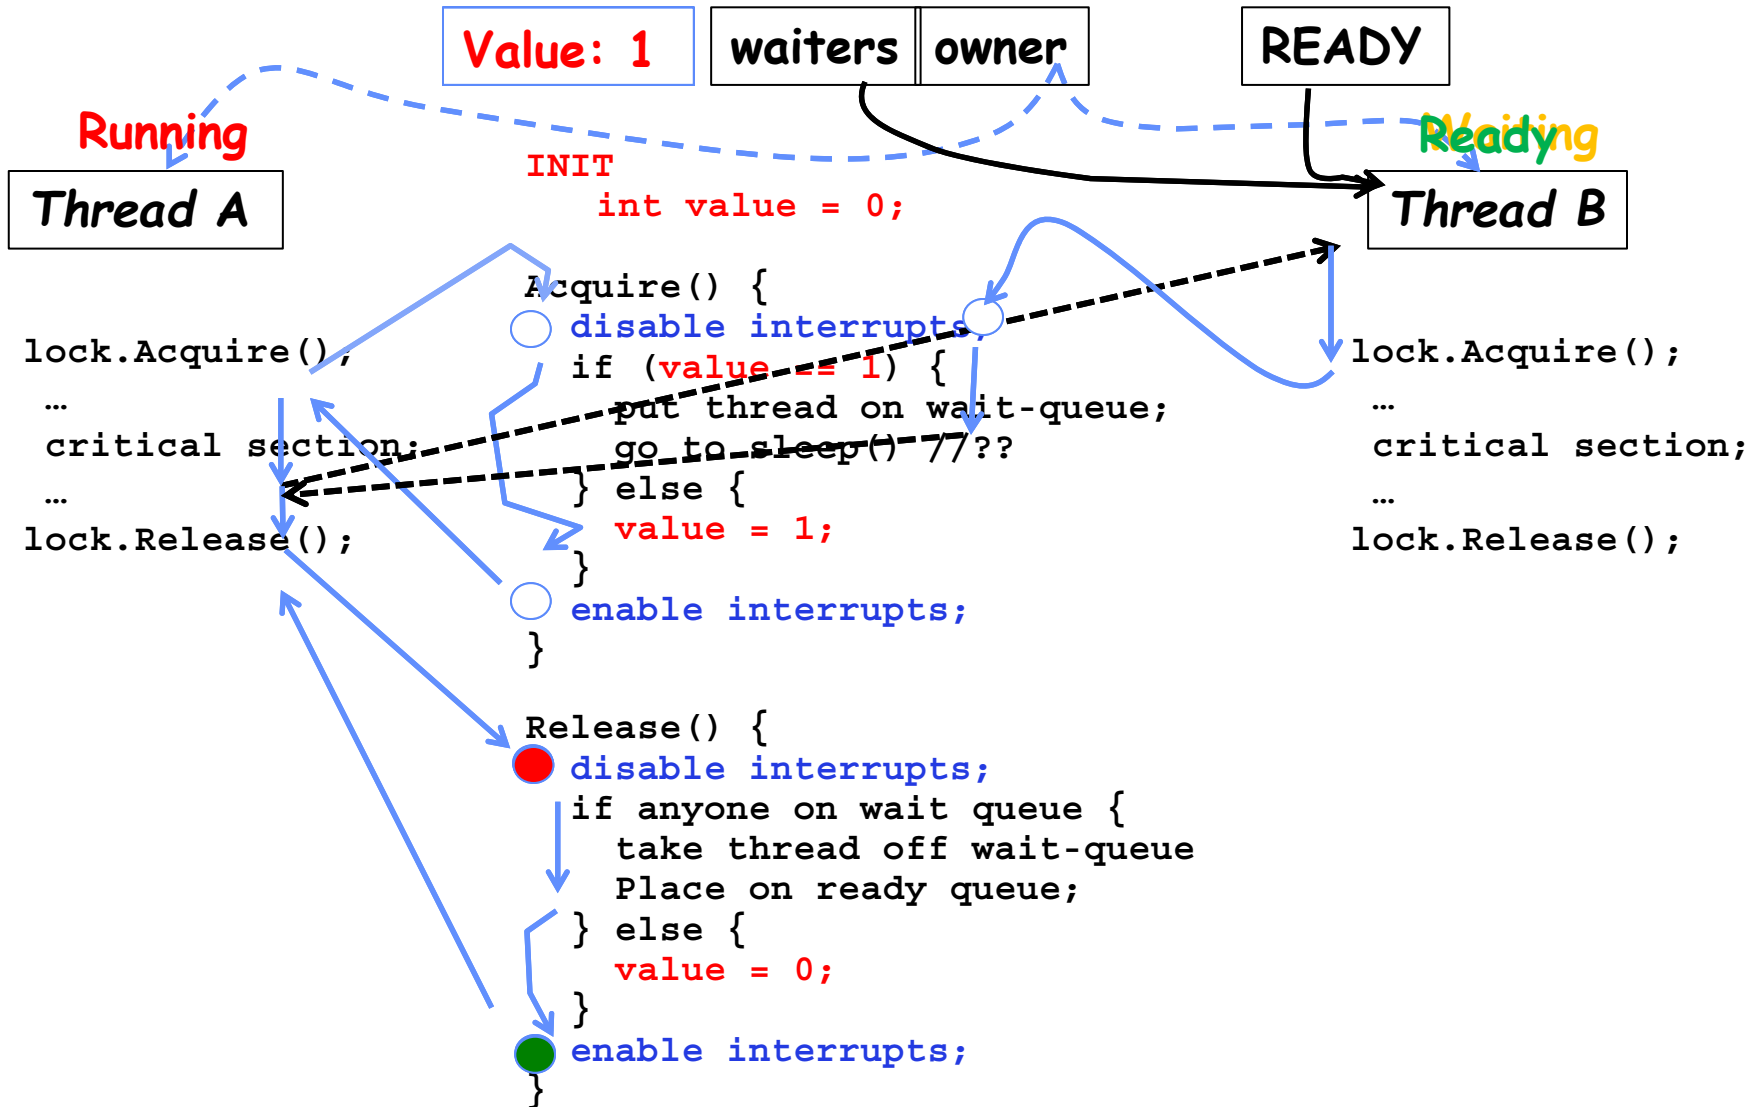 Value: 1
waiters
owner
READY
Running
Waiting
Ready
Thread A
Thread B
INIT
int value = 0;
Acquire() {
disable interrupts;
if (value == 1) {
put thread on wait-queue;
go to sleep() //??
} else {
value = 1;
}
enable interrupts;
}
Release() {
disable interrupts;
if anyone on wait queue {
take thread off wait-queue
Place on ready queue;
} else {
value = 0;
}
enable interrupts;
}
lock.Acquire();
…
critical section;
…
lock.Release();
lock.Acquire();
…
critical section;
…
lock.Release();